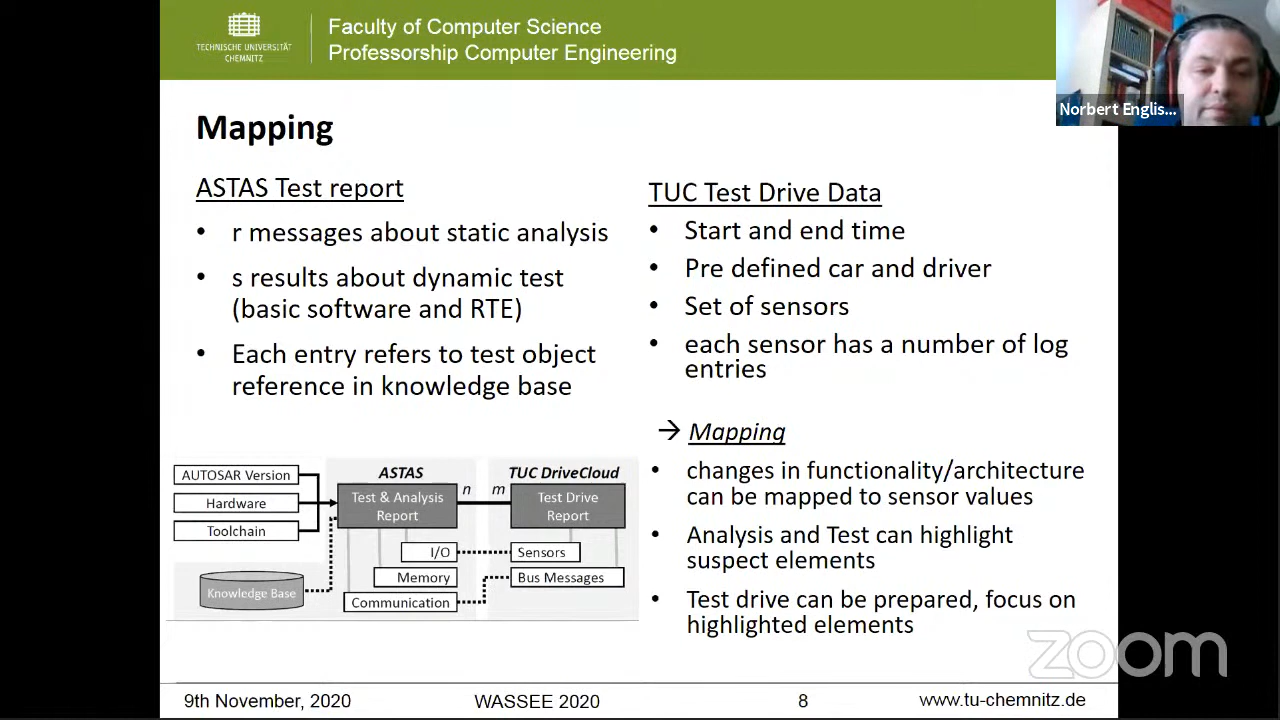 TECHNISCHE UNIVERSITÄT
CHEMNITZ
Faculty of Computer Science
Professorship Computer Engineering
Norbert Englis...
Mapping
ASTAS Test report
• r messages about static analysis
• s results about dynamic test
(basic software and RTE)
• Each entry refers to test object
reference in knowledge base
TUC Test Drive Data
• Start and end time
• Pre defined car and driver
• Set of sensors
• each sensor has a number of log
entries
→ Mapping
• changes in functionality/architecture
can be mapped to sensor values
• Analysis and Test can highlight
suspect elements
• Test drive can be prepared, focus on
highlighted elements
AUTOSAR Version
Hardware
Toolchain
Knowledge Base
ASTAS
Test & Analysis
Report
n m
I/O
Memory
Communication
TUC DriveCloud
Test Drive
Report
Sensors
Bus Messages
zoom
9th November, 2020 WASSEE 2020 8 www.tu-chemnitz.de